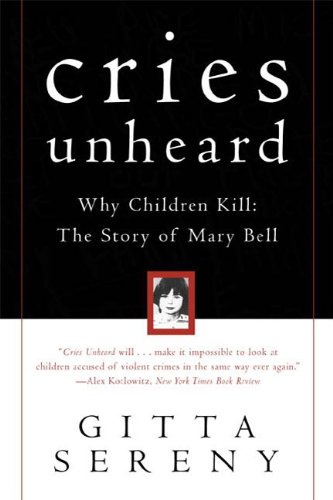 cries
unheard
Why Children Kill:
The Story of Mary Bell
"Cries Unheard will . . . make it impossible to look at
children accused of violent crimes in the same way ever again."
—Alex Kotlowitz, New York Times Book Review
GITTA
SERENY